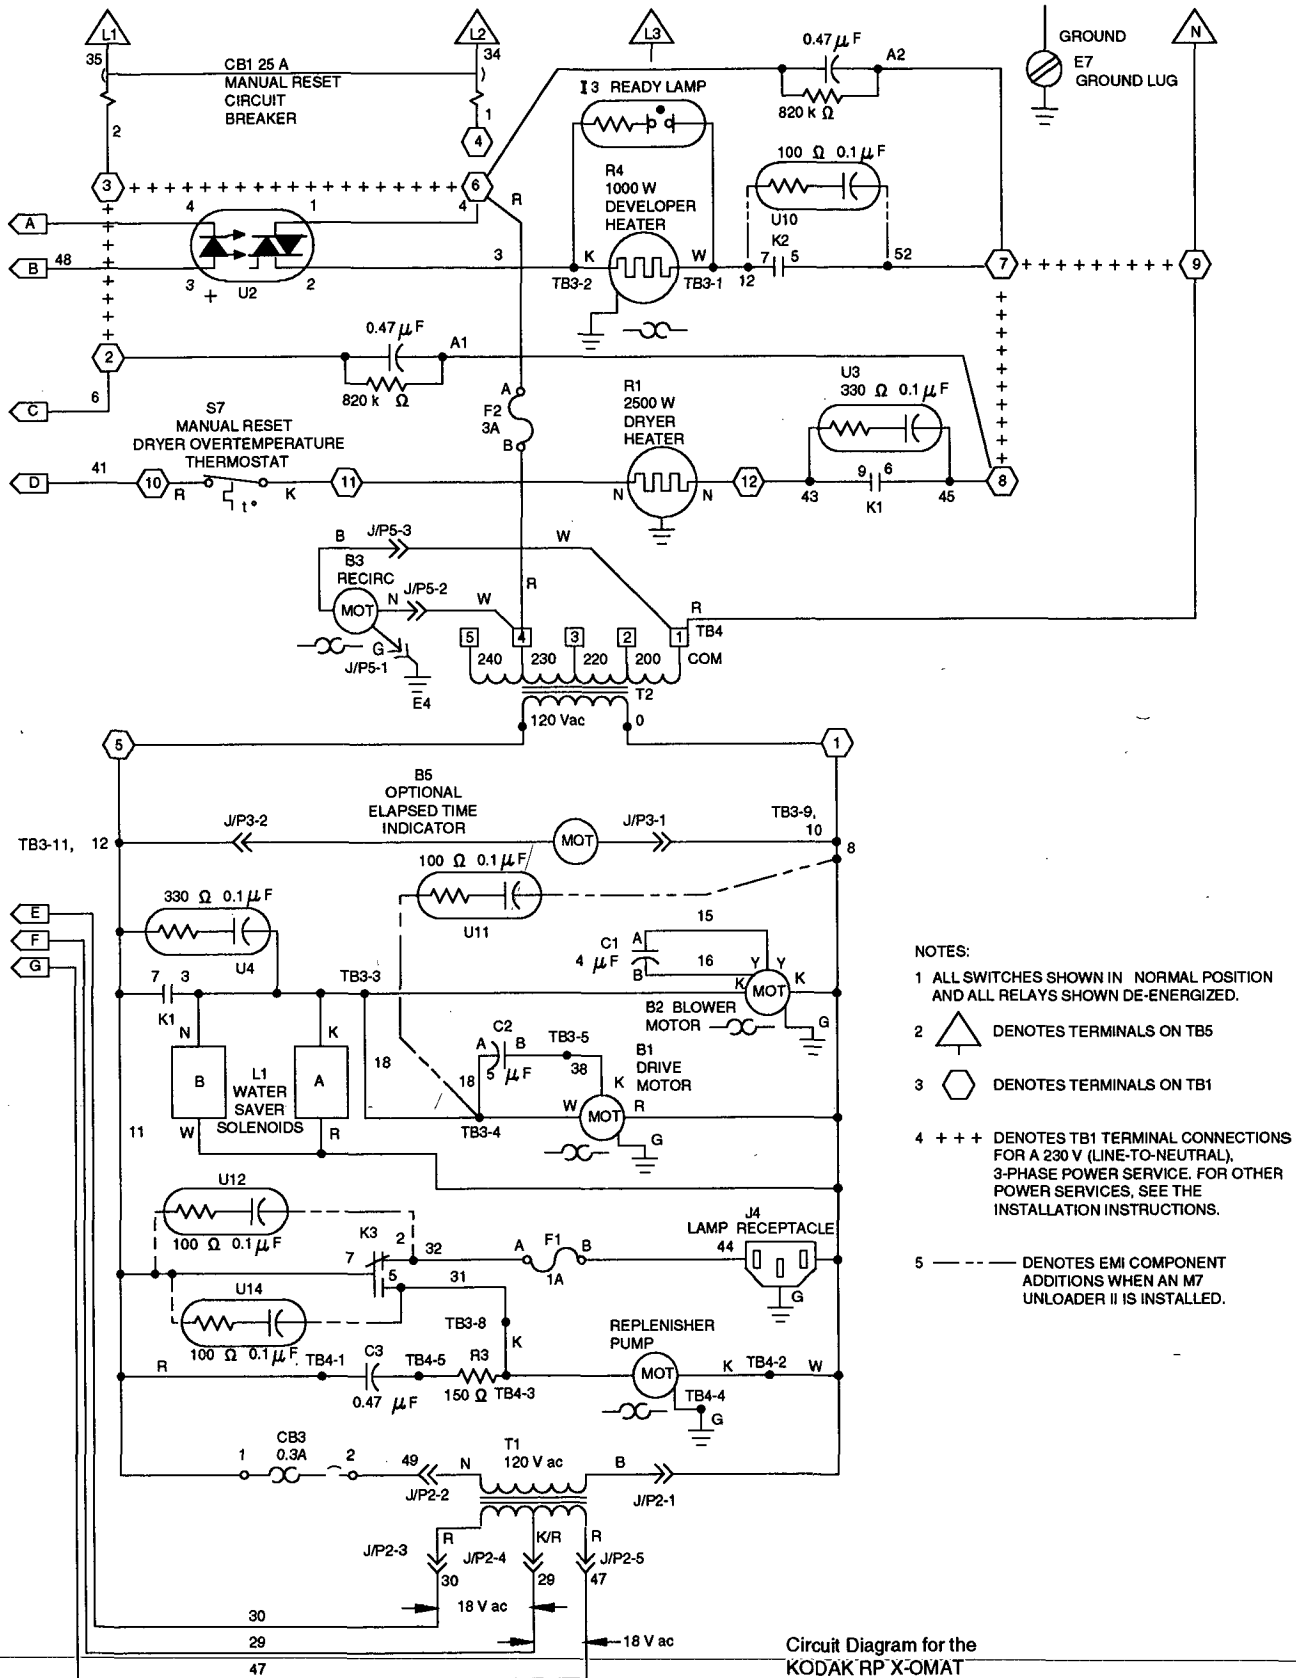 L1
L2
L3
N
35
34
CB1 25 A
MANUAL RESET
CIRCUIT
BREAKER
2
1
4
0.47 µF
A2
820 k Ω
GROUND
E7
GROUND LUG
I3 READY LAMP
3
+ + + + + + + + + + + + + + + + + + + + + + + +
6
4
1
4
R
R4
1000 W
DEVELOPER
HEATER
100 Ω 0.1 µF
U10
K2
A
B
48
3
+
U2
2
3
TB3-2
K
W
TB3-1
12
7
5
52
7
+ + + + + + + + + + +
9
0.47 µF
A1
2
820 k Ω
6
C
A
F2
3A
B
R1
2500 W
DRYER
HEATER
U3
330 Ω 0.1 µF
S7
MANUAL RESET
DRYER OVERTEMPERATURE
THERMOSTAT
D
41
10
R
t°
K
11
N
N
12
43
9
6
K1
45
8
B
J/P5-3
W
B3
RECIRC
MOT
N
J/P5-2
W
R
G
J/P5-1
E4
R
TB4
5
4
3
2
1
240
230
220
200
COM
T2
120 Vac
0
5
1
B5
OPTIONAL
ELAPSED TIME
INDICATOR
J/P3-2
MOT
J/P3-1
TB3-9,
10
TB3-11, 12
8
100 Ω 0.1 µF
U11
330 Ω 0.1 µF
U4
E
F
G
15
C1
4 µF
A
B
16
Y
Y
K
MOT
K
G
B2 BLOWER
MOTOR
7
3
K1
TB3-3
N
K
B
L1
WATER
SAVER
SOLENOIDS
A
W
R
11
18
18
C2
A
B
5 µF
TB3-5
38
B1
DRIVE
MOTOR
K
W
MOT
R
G
TB3-4
U12
100 Ω 0.1 µF
K3
7
2
32
5
31
A
F1
B
1A
J4
LAMP RECEPTACLE
44
G
U14
100 Ω 0.1 µF
TB3-8
K
REPLENISHER
PUMP
R
TB4-1
C3
0.47 µF
TB4-5
R3
150 Ω
TB4-3
MOT
K
TB4-2
W
TB4-4
G
CB3
0.3A
1
2
49
J/P2-2
N
T1
120 V ac
B
J/P2-1
J/P2-3
R
J/P2-4
K/R
R
J/P2-5
30
29
47
18 V ac
18 V ac
30
29
47
NOTES:
1 ALL SWITCHES SHOWN IN NORMAL POSITION
AND ALL RELAYS SHOWN DE-ENERGIZED.
2 DENOTES TERMINALS ON TB5
3 DENOTES TERMINALS ON TB1
4 + + + DENOTES TB1 TERMINAL CONNECTIONS
FOR A 230 V (LINE-TO-NEUTRAL),
3-PHASE POWER SERVICE. FOR OTHER
POWER SERVICES, SEE THE
INSTALLATION INSTRUCTIONS.
5 DENOTES EMI COMPONENT
ADDITIONS WHEN AN M7
UNLOADER II IS INSTALLED.
Circuit Diagram for the
KODAK RP X-OMAT